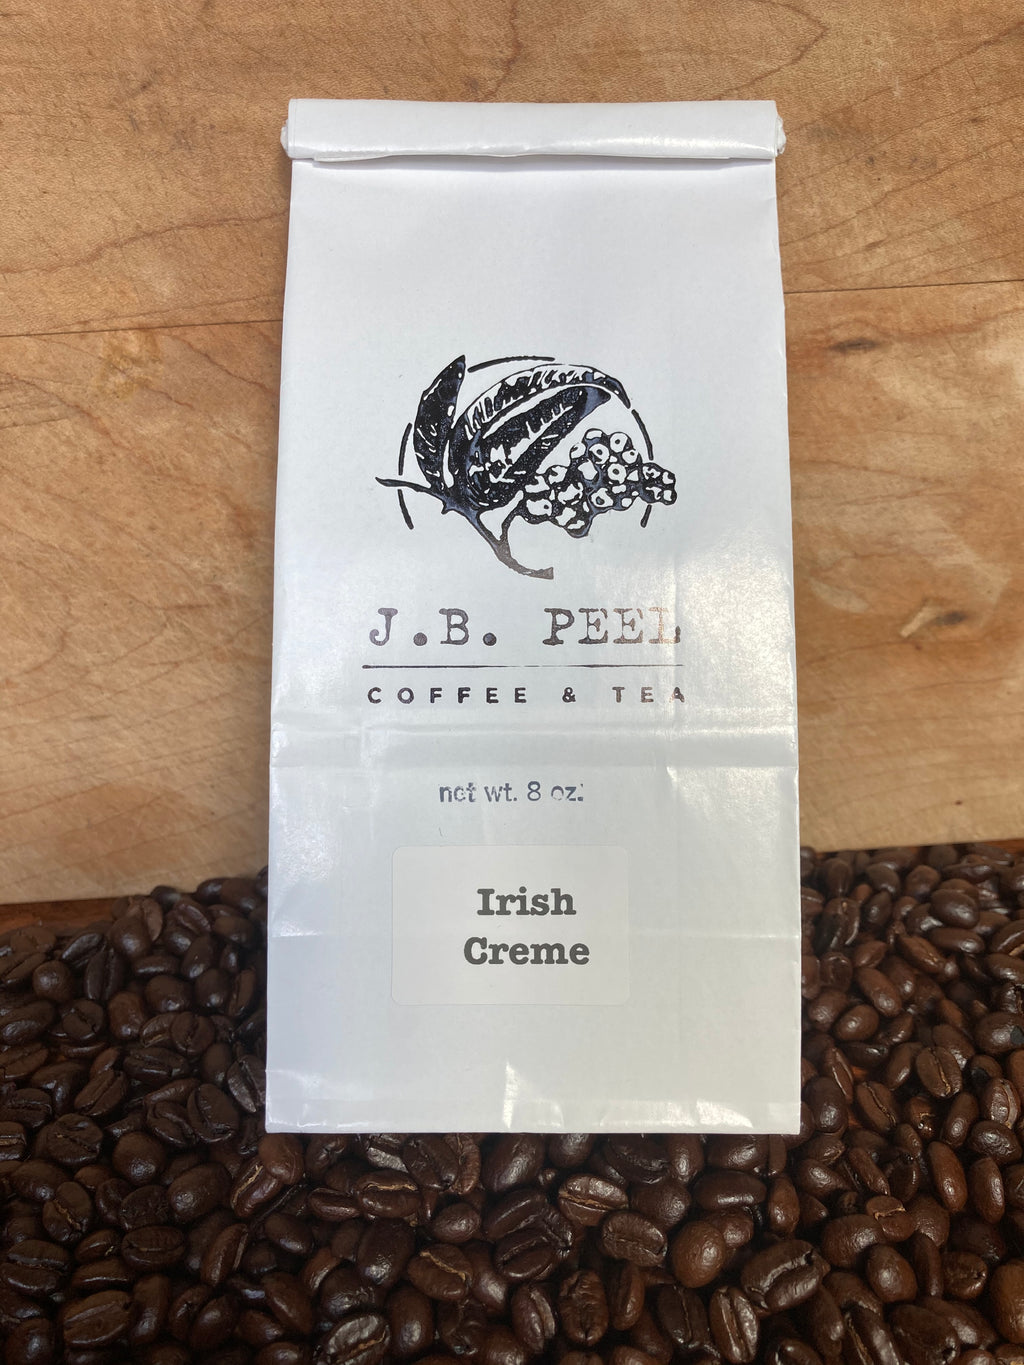 J.B. PEEL
COFFEE & TEA
net wt. 8 oz.
Irish
Creme